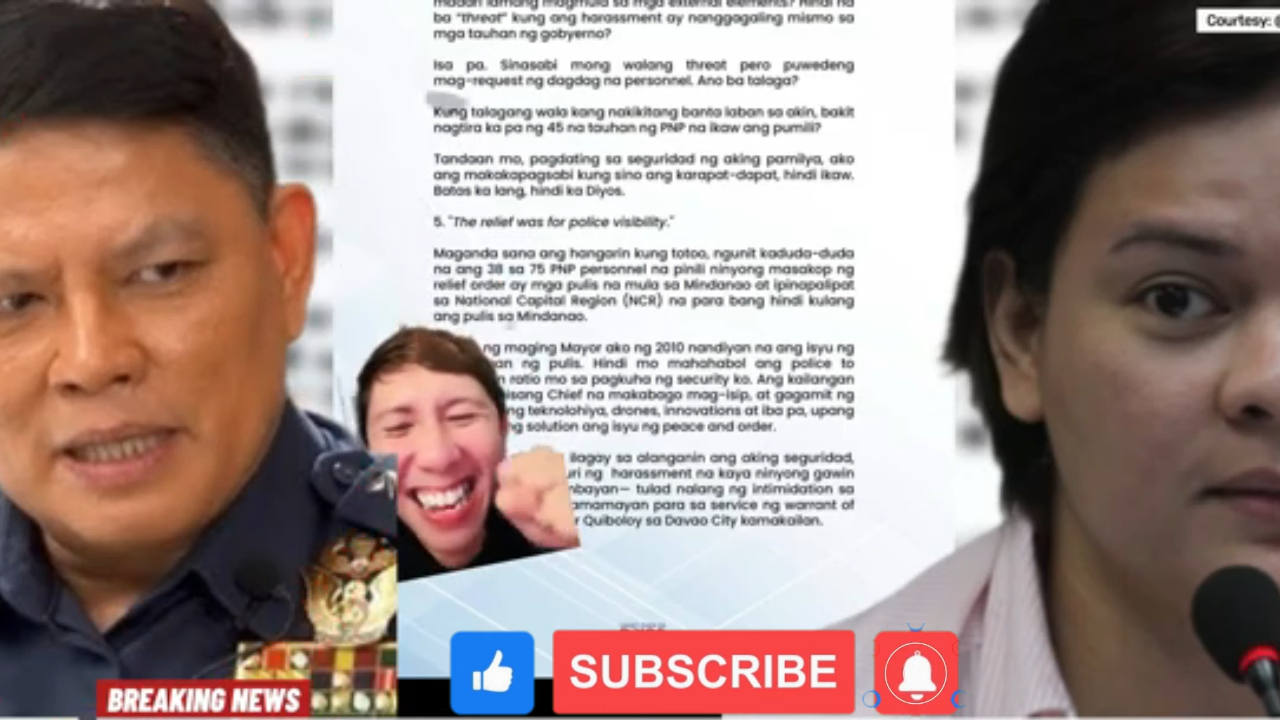 madan lamang magmula sa mga external elements? Hindi na
ba "threat" kung ang harassment ay nanggagaling mismo sa
mga tauhan ng gobyerno?
Isa pa. Sinasabi mong walang threat pero puwedeng
mag-request ng dagdag na personnel. Ano ba talaga?
Kung talagang wala kang nakikitang banta laban sa akin, bakit
nagtira ka pa ng 45 na tauhan ng PNP na ikaw ang pumili?
Tandaan mo, pagdating sa seguridad ng aking pamilya, ako
ang makakapagsabi kung sino ang karapat-dapat, hindi ikaw.
Batas ka lang, hindi ka Diyos.
5. "The relief was for police visibility."
Maganda sana ang hangarin kung totoo, ngunit kaduda-duda
na ang 38 sa 75 PNP personnel na pinili ninyong masakop ng
relief order ay mga pulis na mula sa Mindanao at ipinapalipat
sa National Capital Region (NCR) na para bang hindi kulang
ang pulis sa Mindanao.
ng maging Mayor ako ng 2010 nandiyan na ang isyu ng
an ng pulis. Hindi mo mahahabol ang police to
n ratio mo sa pagkuha ng security ko. Ang kailangan
isang Chief na makabago mag-isip, at gagamit ng
ng teknolohiya, drones, innovations at iba pa, upang
ng solution ang isyu ng peace and order.
ilagay sa alanganin ang aking seguridad,
uri ng harassment na kaya ninyong gawin
mbayan— tulad nalang ng intimidation sa
amamayan para sa service ng warrant of
r Quiboloy sa Davao City kamakailan.
Courtesy:
SUBSCRIBE
BREAKING NEWS